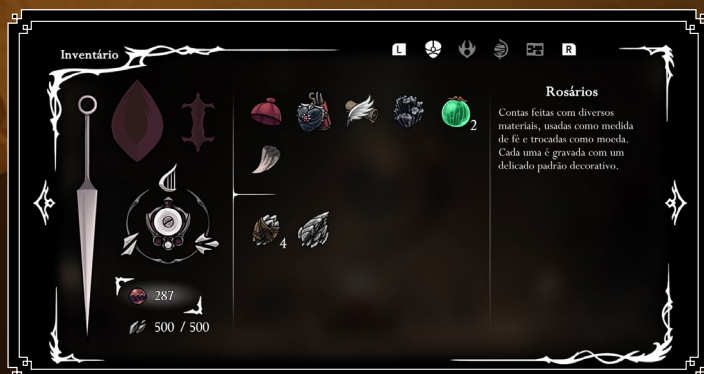 Inventário
L
R
2
4
287
500 / 500
Rosários
Contas feitas com diversos
materiais, usadas como medida
de fé e trocadas como moeda.
Cada uma é gravada com um
delicado padrão decorativo.